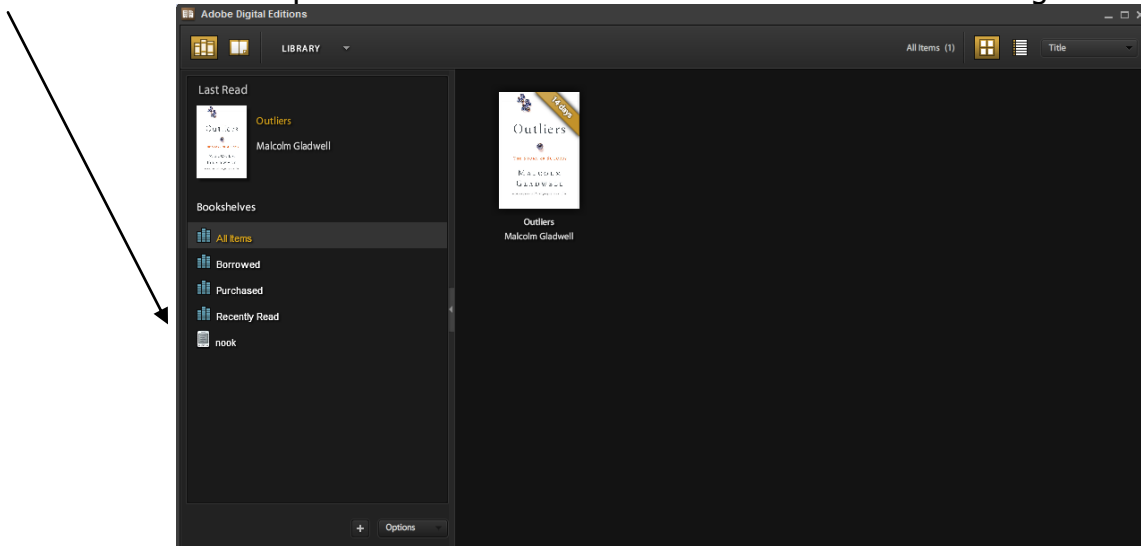 Adobe Digital Editions
LIBRARY
All Items (1)
Title
Last Read
Outliers
Malcolm Gladwell
Outliers
Bookshelves
All Items
Borrowed
Purchased
Recently Read
nook
14 days
Outliers
MALCOLM
GLADWELL
Outliers
Malcolm Gladwell
+ Options